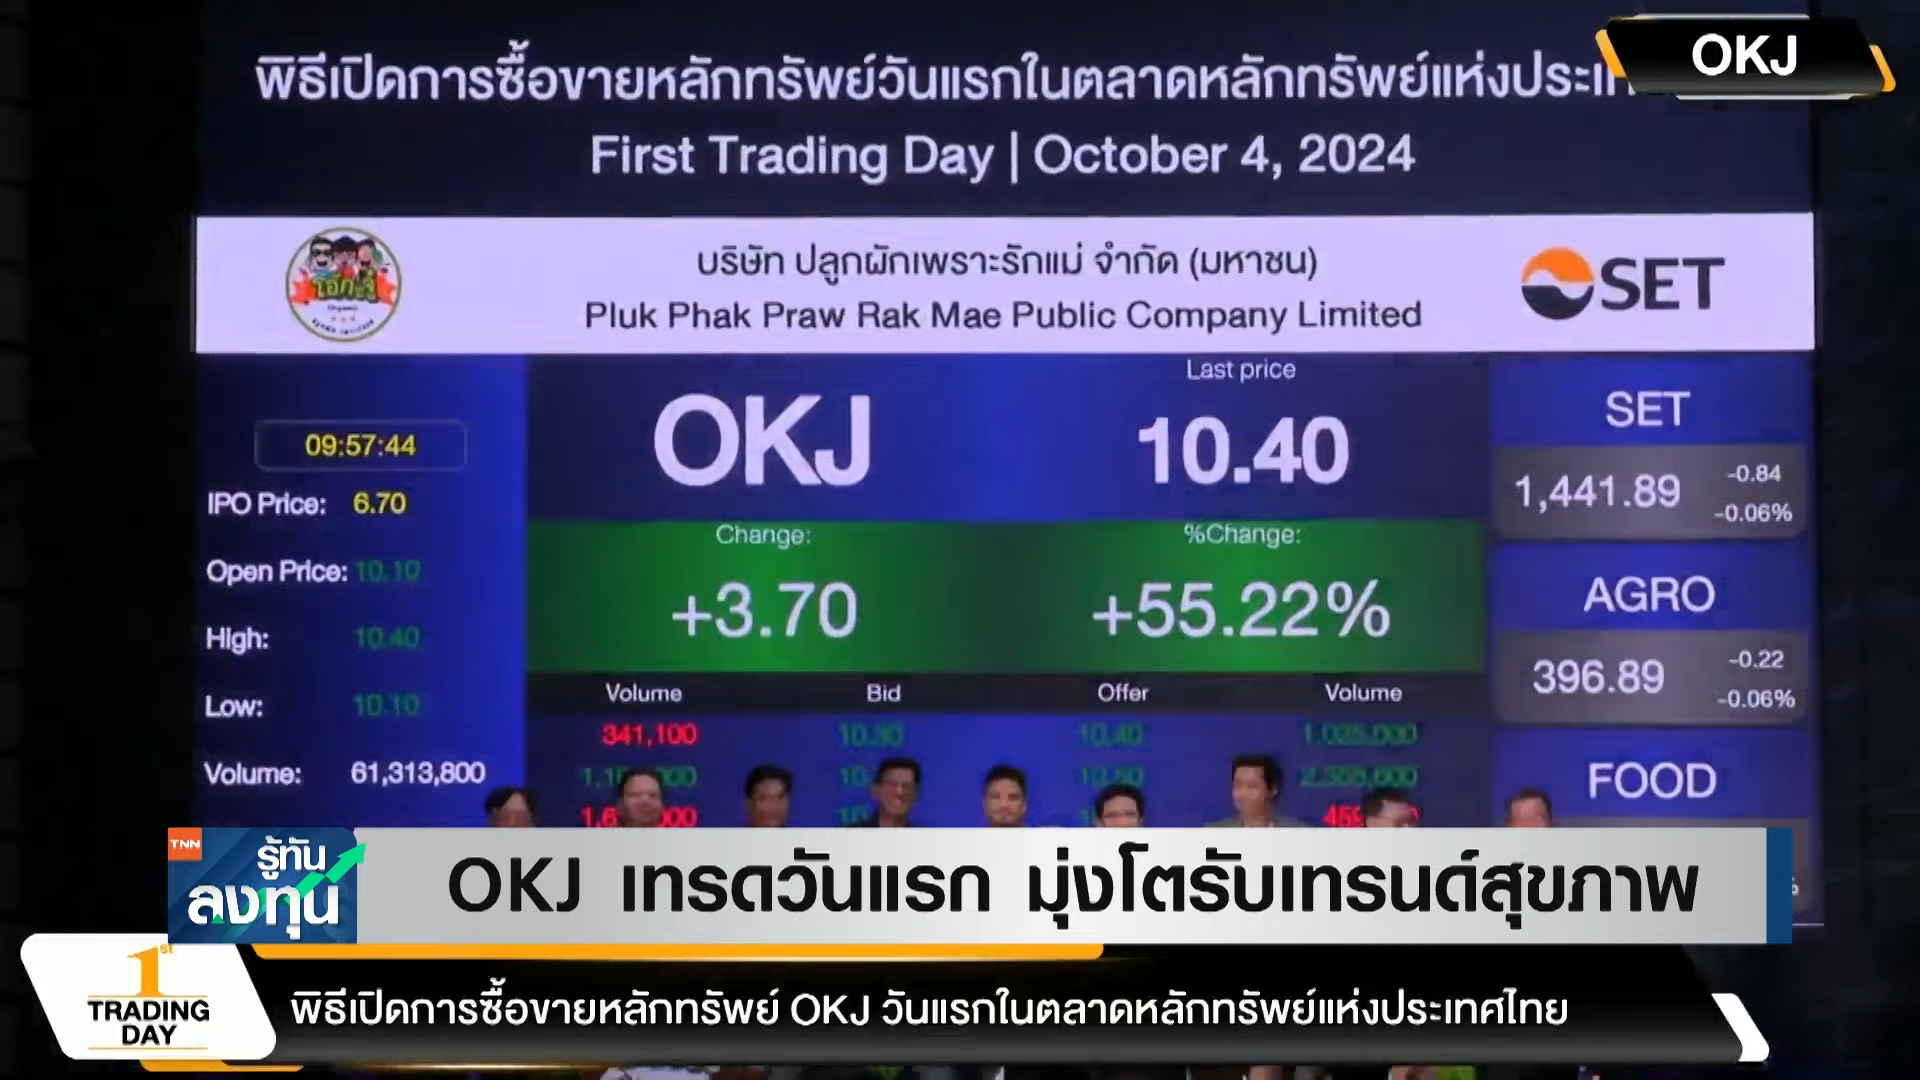 OKJ
พิธีเปิดการซื้อขายหลักทรัพย์วันแรกในตลาดหลักทรัพย์แห่ง
First Trading Day | October 4, 2024
โอ้กะจู๋
Organic
บริษัท ปลูกผักเพราะรักแม่ จำกัด (มหาชน)
Pluk Phak Praw Rak Mae Public Company Limited
SET
09:57:44
IPO Price: 6.70
Open Price: 10.10
High: 10.40
Low: 10.10
Volume: 61,313,800
OKJ
Last price
10.40
Change:
+3.70
%Change:
+55.22%
Volume Bid Offer Volume
341,100 10.30 10.40 1,025,000
SET
1,441.89
-0.84
-0.06%
AGRO
396.89
-0.22
-0.06%
FOOD
TNN
รู้ทัน
ลงทุน
OKJ เทรดวันแรก มุ่งโตรับเทรนด์สุขภาพ
1st
TRADING
DAY
พิธีเปิดการซื้อขายหลักทรัพย์ OKJ วันแรกในตลาดหลักทรัพย์แห่งประเทศไทย